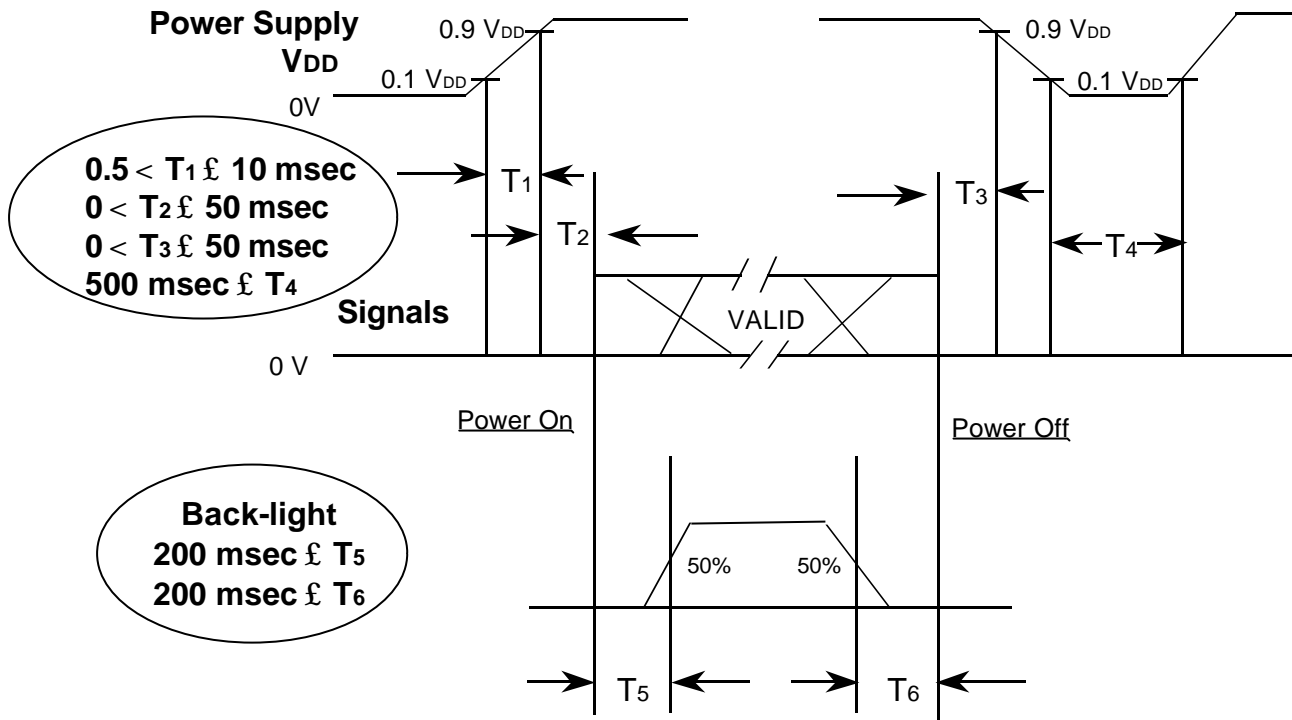 Power Supply
VDD
0.9 VDD
0.1 VDD
0V
0.9 VDD
0.1 VDD
0.5 < T1 £ 10 msec
0 < T2 £ 50 msec
0 < T3 £ 50 msec
500 msec £ T4
T1
T2
T3
T4
Signals
VALID
0 V
Power On
Power Off
Back-light
200 msec £ T5
200 msec £ T6
50%
50%
T5
T6